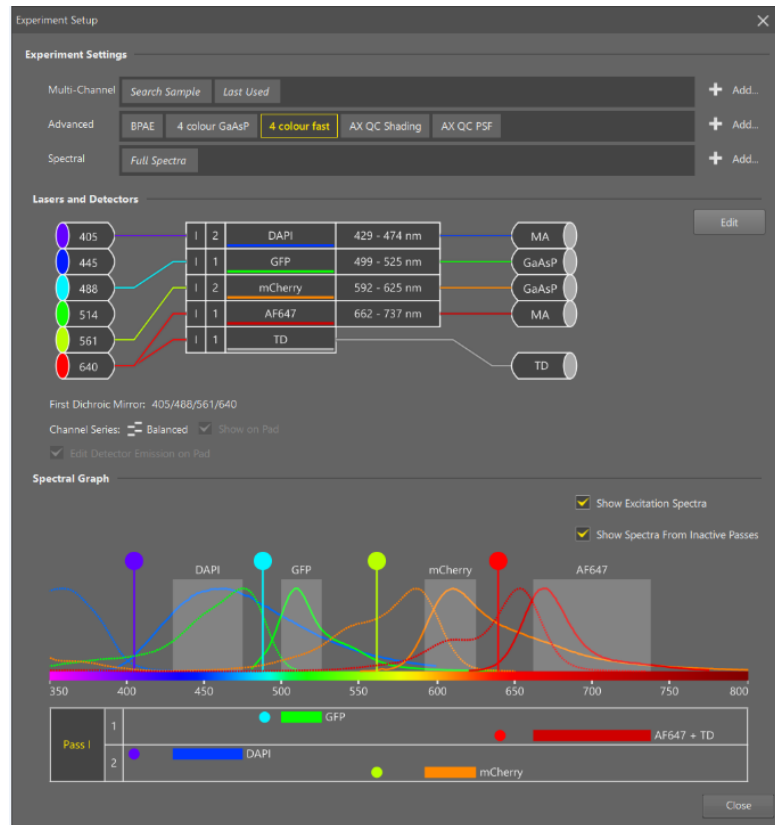 Experiment Setup
Experiment Settings
Multi-Channel Search Sample Last Used Add...
Advanced BPAE 4 colour GaAsP 4 colour fast AX QC Shading AX QC PSF Add...
Spectral Full Spectra Add...
Lasers and Detectors
Edit
405 I 2 DAPI 429 - 474 nm MA
445 I 1 GFP 499 - 525 nm GaAsP
488 I 2 mCherry 592 - 625 nm GaAsP
514 I 1 AF647 662 - 737 nm MA
561 I 1 TD
640 TD
First Dichroic Mirror: 405/488/561/640
Channel Series: Balanced Show on Pad
Edit Detector Emission on Pad
Spectral Graph
Show Excitation Spectra
Show Spectra From Inactive Passes
DAPI GFP mCherry AF647
350 400 450 500 550 600 650 700 750 800
Pass I
1 GFP
AF647 + TD
2 DAPI
mCherry
Close